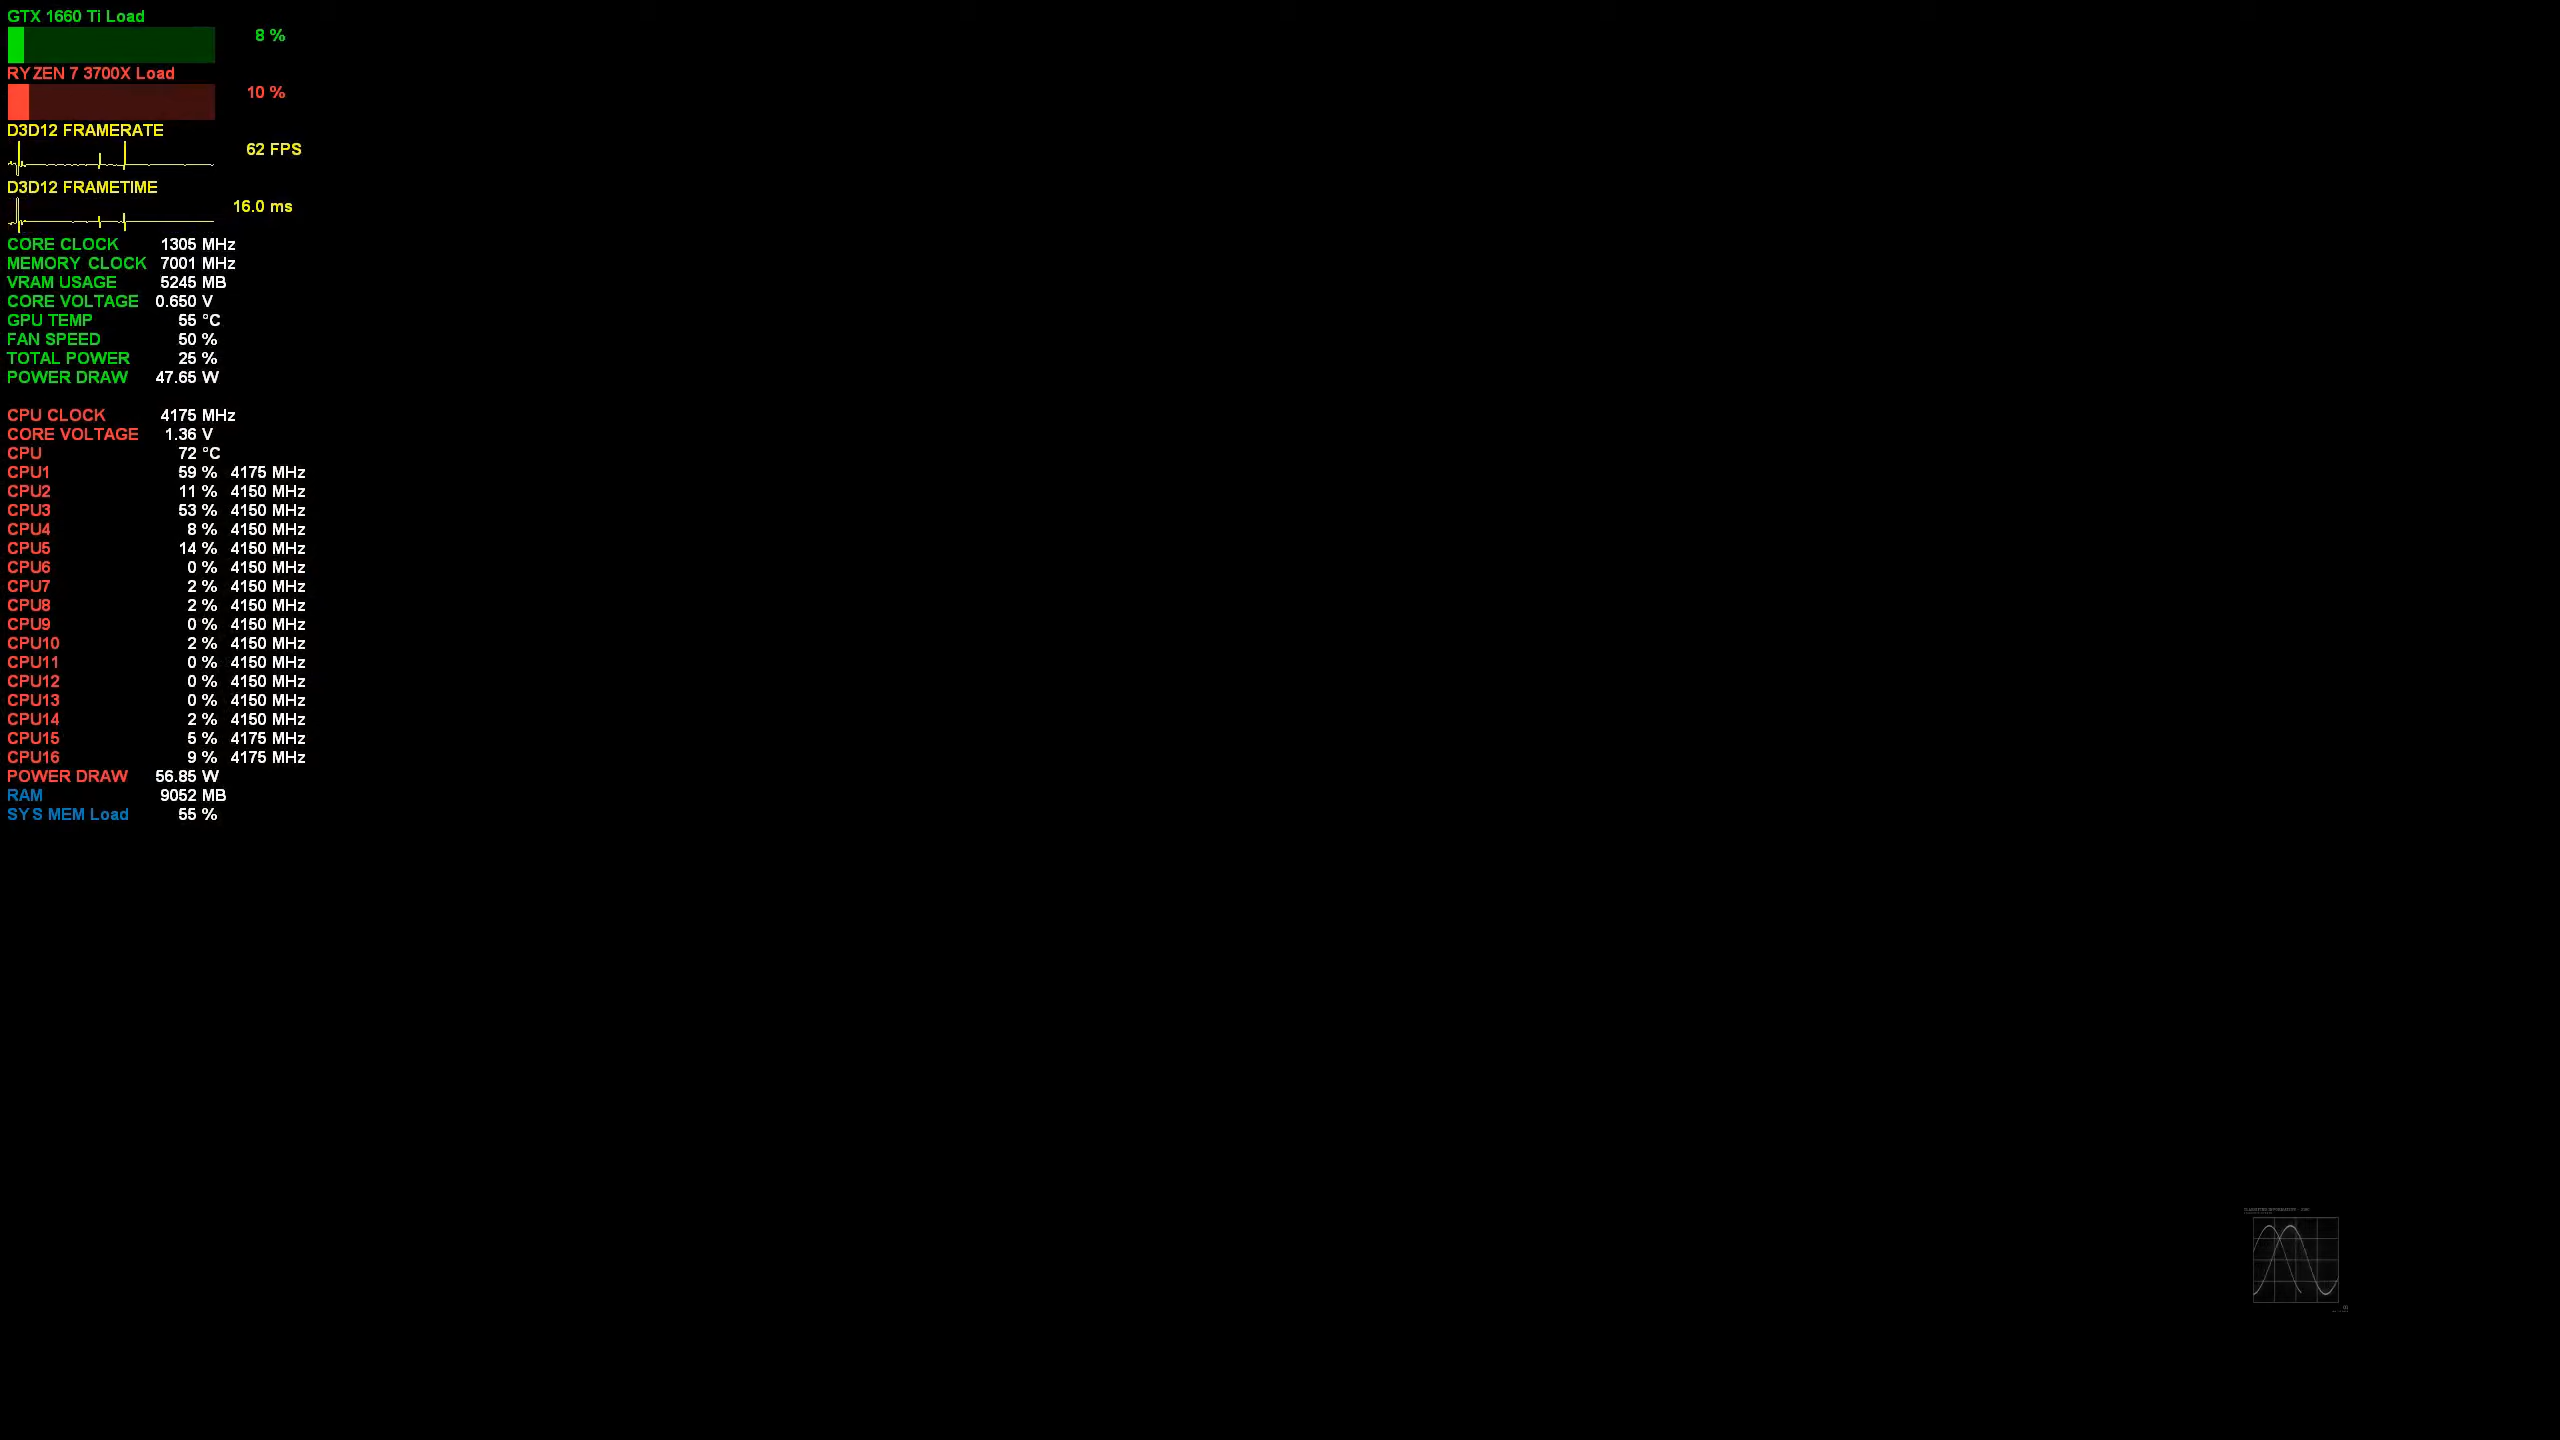 GTX 1660 Ti Load
8 %
RYZEN 7 3700X Load
10 %
D3D12 FRAMERATE
62 FPS
D3D12 FRAMETIME
16.0 ms
CORE CLOCK 1305 MHz
MEMORY CLOCK 7001 MHz
VRAM USAGE 5245 MB
CORE VOLTAGE 0.650 V
GPU TEMP 55 °C
FAN SPEED 50 %
TOTAL POWER 25 %
POWER DRAW 47.65 W
CPU CLOCK 4175 MHz
CORE VOLTAGE 1.36 V
CPU 72 °C
CPU1 59 % 4175 MHz
CPU2 11 % 4150 MHz
CPU3 53 % 4150 MHz
CPU4 8 % 4150 MHz
CPU5 14 % 4150 MHz
CPU6 0 % 4150 MHz
CPU7 2 % 4150 MHz
CPU8 2 % 4150 MHz
CPU9 0 % 4150 MHz
CPU10 2 % 4150 MHz
CPU11 0 % 4150 MHz
CPU12 0 % 4150 MHz
CPU13 0 % 4150 MHz
CPU14 2 % 4150 MHz
CPU15 5 % 4175 MHz
CPU16 9 % 4175 MHz
POWER DRAW 56.85 W
RAM 9052 MB
SYS MEM Load 55 %